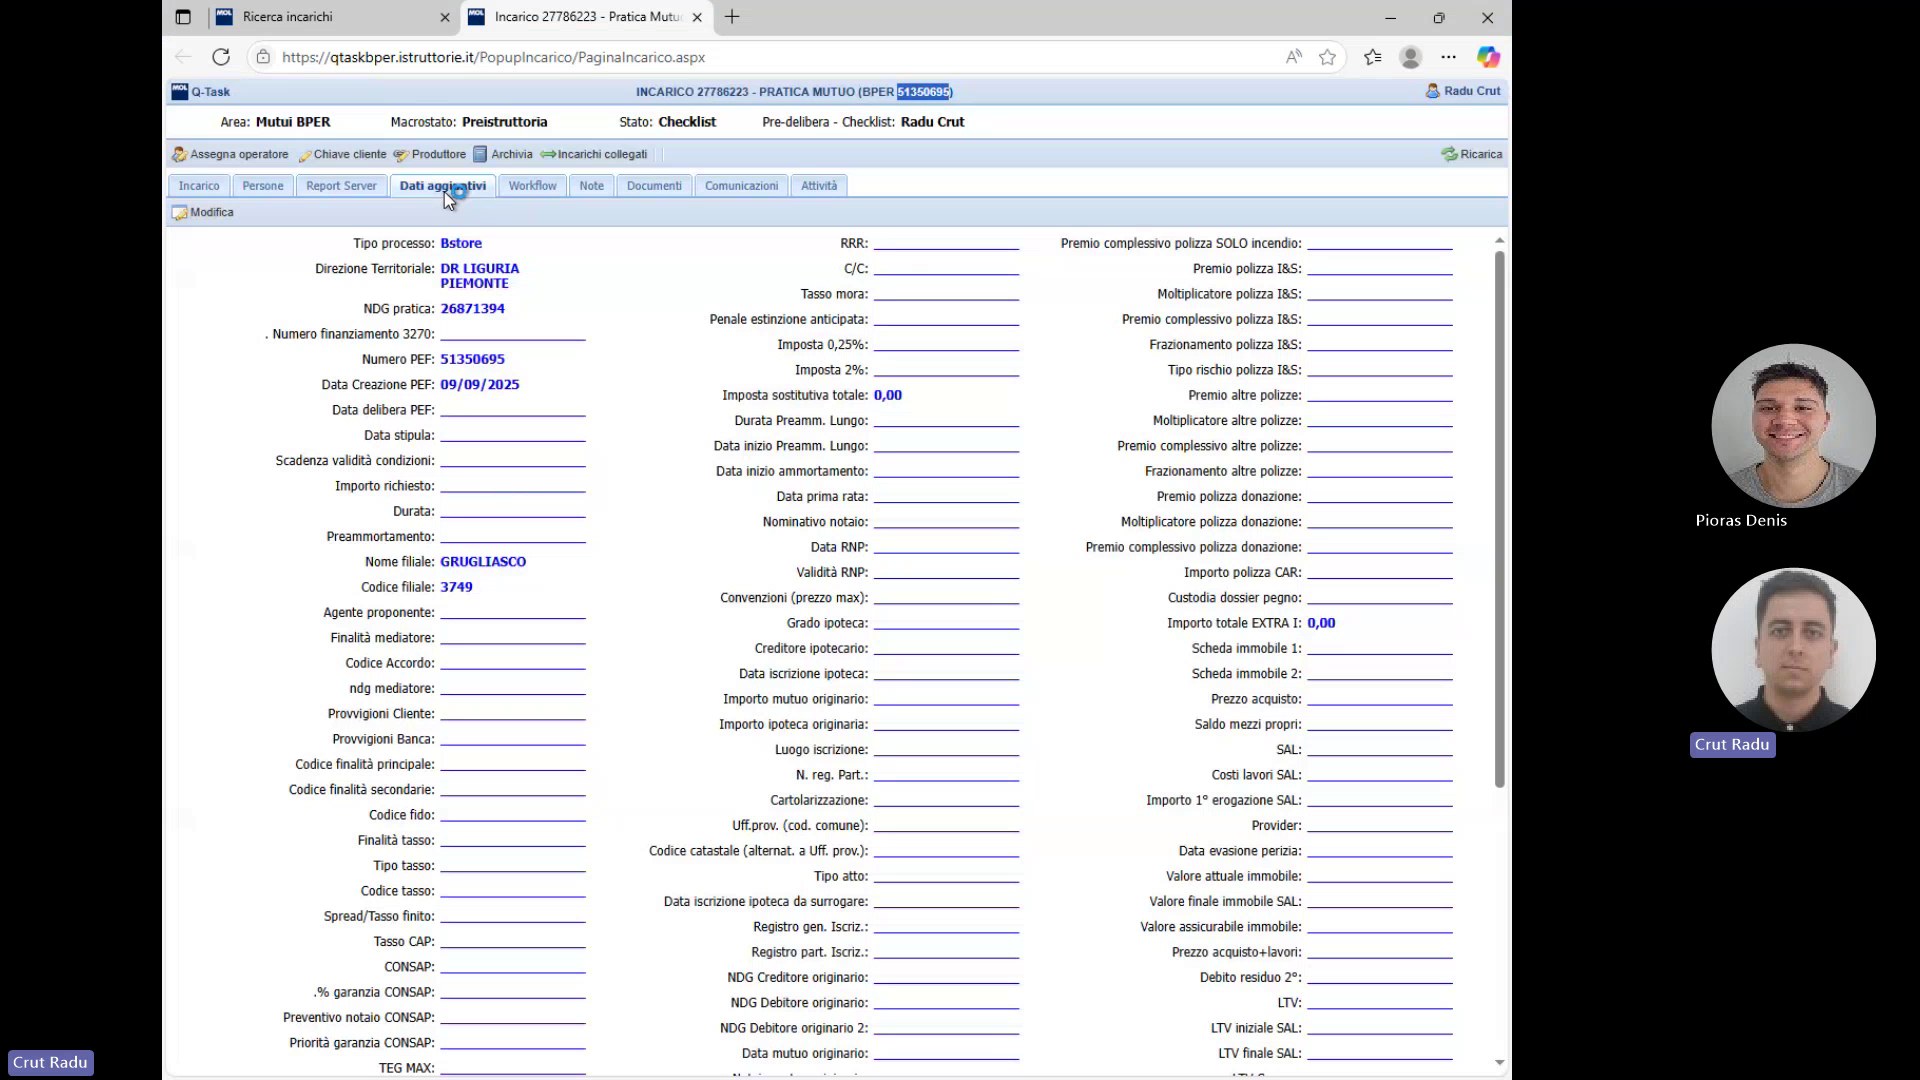 Ricerca incarichi
Incarico 27786223 - Pratica Mutu
https://qtaskbper.istruttorie.it/PopupIncarico/PaginaIncarico.aspx
MOL Q-Task
INCARICO 27786223 - PRATICA MUTUO (BPER 51350695)
Radu Crut
Area: Mutui BPER
Macrostato: Preistruttoria
Stato: Checklist
Pre-delibera - Checklist: Radu Crut
Assegna operatore
Chiave cliente
Produttore
Archivia
Incarichi collegati
Ricarica
Incarico
Persone
Report Server
Dati aggiuntivi
Workflow
Note
Documenti
Comunicazioni
Attività
Modifica
Tipo processo: Bstore
Direzione Territoriale: DR LIGURIA
PIEMONTE
NDG pratica: 26871394
. Numero finanziamento 3270:
Numero PEF: 51350695
Data Creazione PEF: 09/09/2025
Data delibera PEF:
Data stipula:
Scadenza validità condizioni:
Importo richiesto:
Durata:
Preammortamento:
Nome filiale: GRUGLIASCO
Codice filiale: 3749
Agente proponente:
Finalità mediatore:
Codice Accordo:
ndg mediatore:
Provvigioni Cliente:
Provvigioni Banca:
Codice finalità principale:
Codice finalità secondarie:
Codice fido:
Finalità tasso:
Tipo tasso:
Codice tasso:
Spread/Tasso finito:
Tasso CAP:
CONSAP:
.% garanzia CONSAP:
Preventivo notaio CONSAP:
Priorità garanzia CONSAP:
TEG MAX:
RRR:
C/C:
Tasso mora:
Penale estinzione anticipata:
Imposta 0,25%:
Imposta 2%:
Imposta sostitutiva totale: 0,00
Durata Preamm. Lungo:
Data inizio Preamm. Lungo:
Data inizio ammortamento:
Data prima rata:
Nominativo notaio:
Data RNP:
Validità RNP:
Convenzioni (prezzo max):
Grado ipoteca:
Creditore ipotecario:
Data iscrizione ipoteca:
Importo mutuo originario:
Importo ipoteca originaria:
Luogo iscrizione:
N. reg. Part.:
Cartolarizzazione:
Uff.prov. (cod. comune):
Codice catastale (alternat. a Uff. prov.):
Tipo atto:
Data iscrizione ipoteca da surrogare:
Registro gen. Iscriz.:
Registro part. Iscriz.:
NDG Creditore originario:
NDG Debitore originario:
NDG Debitore originario 2:
Data mutuo originario:
Premio complessivo polizza SOLO incendio:
Premio polizza I&S:
Moltiplicatore polizza I&S:
Premio complessivo polizza I&S:
Frazionamento polizza I&S:
Tipo rischio polizza I&S:
Premio altre polizze:
Moltiplicatore altre polizze:
Premio complessivo altre polizze:
Frazionamento altre polizze:
Premio polizza donazione:
Moltiplicatore polizza donazione:
Premio complessivo polizza donazione:
Importo polizza CAR:
Custodia dossier pegno:
Importo totale EXTRA I: 0,00
Scheda immobile 1:
Scheda immobile 2:
Prezzo acquisto:
Saldo mezzi propri:
SAL:
Costi lavori SAL:
Importo 1° erogazione SAL:
Provider:
Data evasione perizia:
Valore attuale immobile:
Valore finale immobile SAL:
Valore assicurabile immobile:
Prezzo acquisto+lavori:
Debito residuo 2°:
LTV:
LTV iniziale SAL:
LTV finale SAL:
Pioras Denis
Crut Radu
Crut Radu